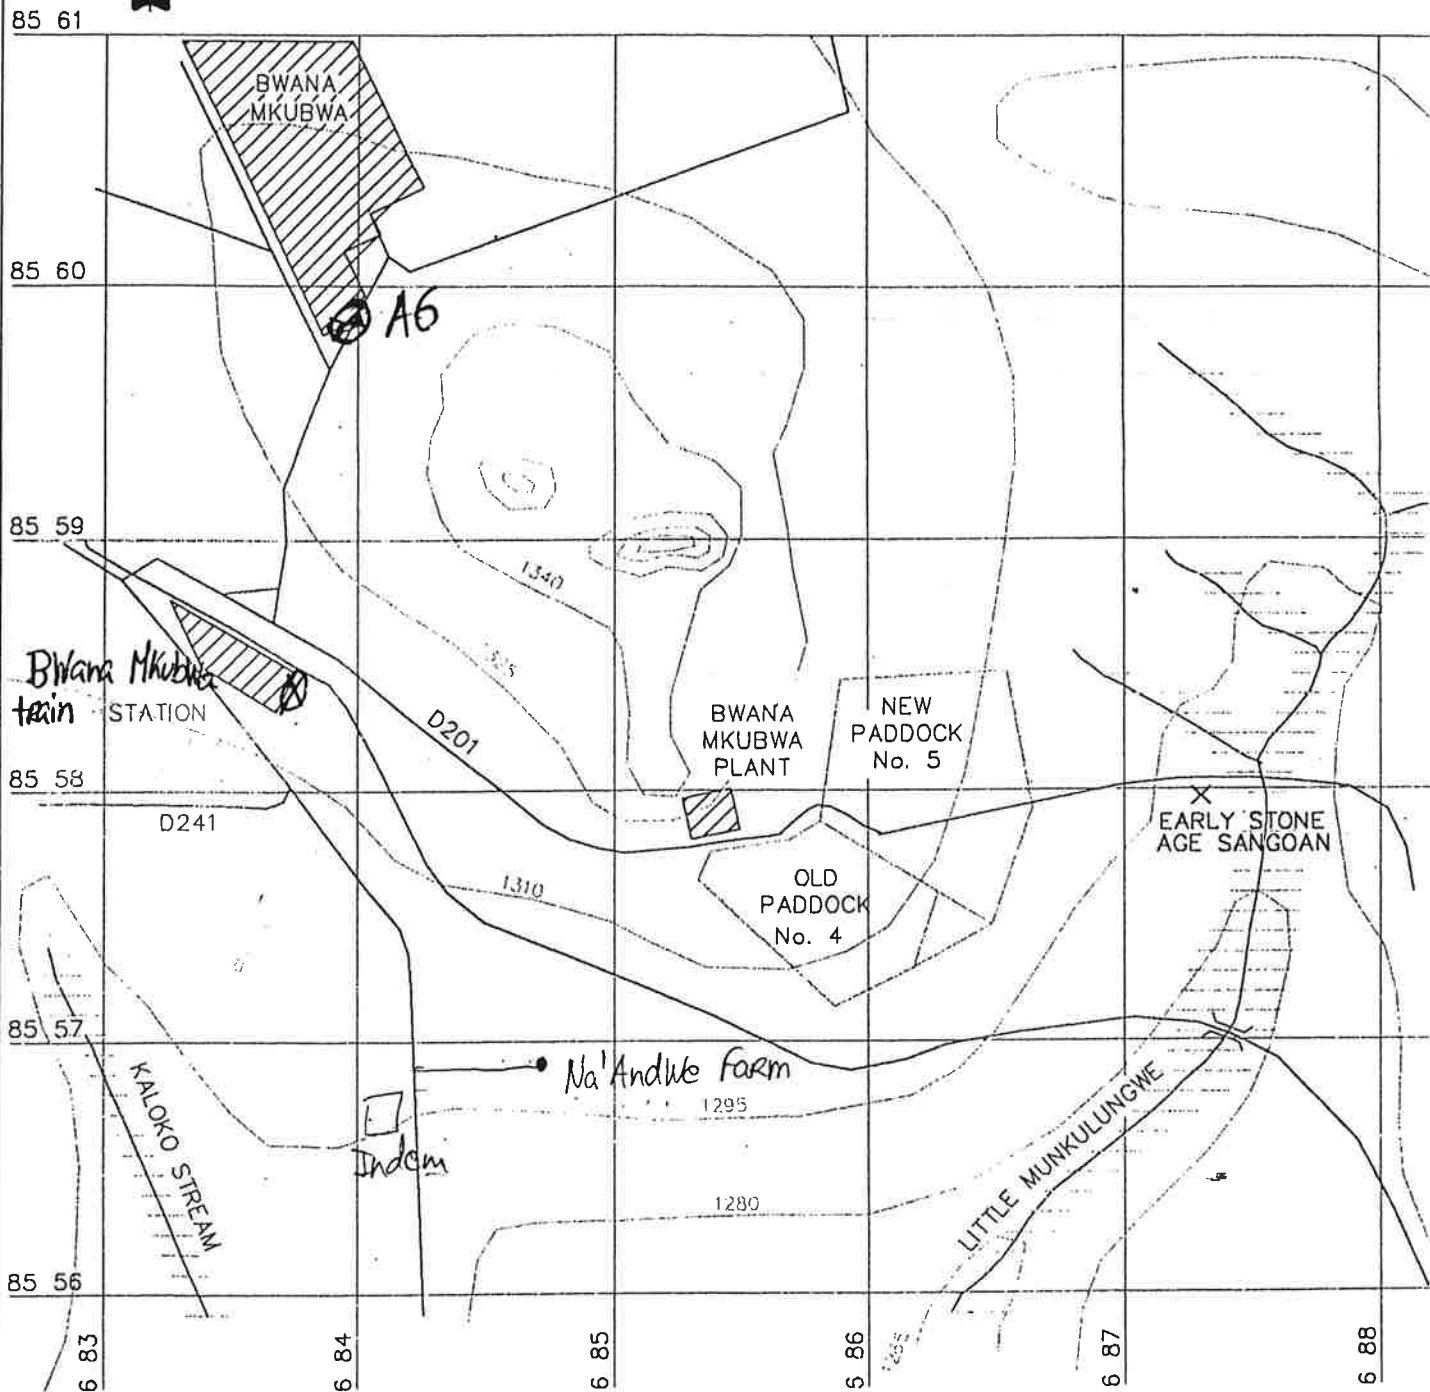 85 61
BWANA
MKUBWA
85 60
A6
85 59
1340
1325
Bwana Mkubwa
train STATION
D201
BWANA
MKUBWA
PLANT
NEW
PADDOCK
No. 5
85 58
D241
EARLY STONE
AGE SANGOAN
1310
OLD
PADDOCK
No. 4
85 57
Na'Andwe Farm
KALOKO STREAM
1295
Indem
LITTLE MUNKULUNGWE
1280
85 56
6 83
6 84
6 85
6 86
6 87
6 88